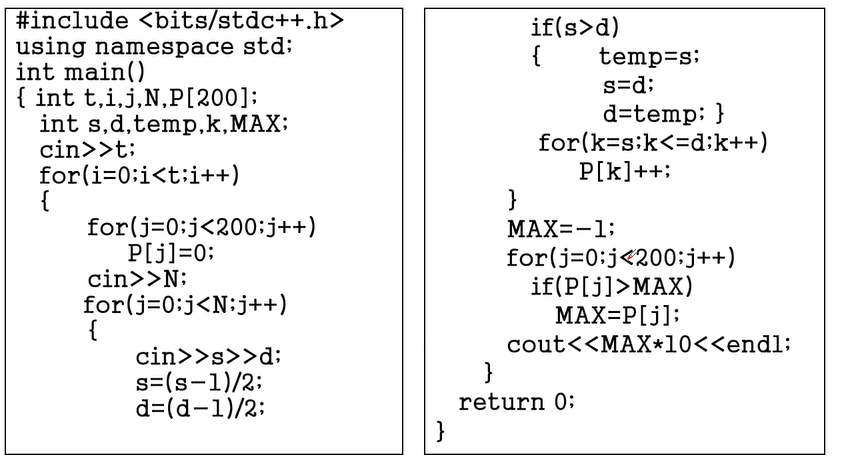 #include <bits/stdc++.h>
using namespace std;
int main()
{ int t,i,j,N,P[200];
int s,d,temp,k,MAX;
cin>>t;
for(i=0;i<t;i++)
{
for(j=0;j<200;j++)
P[j]=0;
cin>>N;
for(j=0;j<N;j++)
{
cin>>s>>d;
s=(s-1)/2;
d=(d-1)/2;
if(s>d)
{ temp=s;
s=d;
d=temp; }
for(k=s;k<=d;k++)
P[k]++;
}
MAX=-1;
for(j=0;j<200;j++)
if(P[j]>MAX)
MAX=P[j];
cout<<MAX*10<<endl;
}
return 0;
}